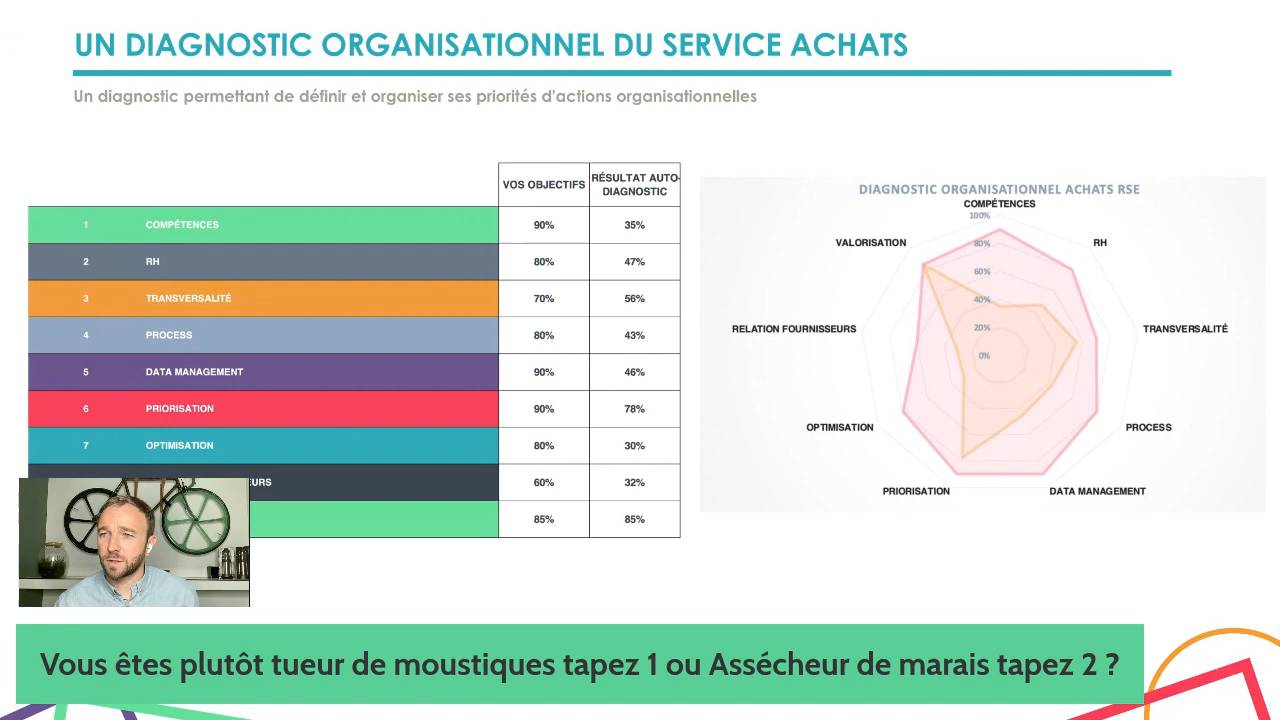 UN DIAGNOSTIC ORGANISATIONNEL DU SERVICE ACHATS
Un diagnostic permettant de définir et organiser ses priorités d'actions organisationnelles
VOS OBJECTIFS RÉSULTAT AUTO-
DIAGNOSTIC
1 COMPÉTENCES 90% 35%
2 RH 80% 47%
3 TRANSVERSALITÉ 70% 56%
4 PROCESS 80% 43%
5 DATA MANAGEMENT 90% 46%
6 PRIORISATION 90% 78%
7 OPTIMISATION 80% 30%
EURS 60% 32%
85% 85%
DIAGNOSTIC ORGANISATIONNEL ACHATS RSE
COMPÉTENCES
100%
VALORISATION 80% RH
60%
40%
RELATION FOURNISSEURS 20% TRANSVERSALITÉ
0%
OPTIMISATION PROCESS
PRIORISATION DATA MANAGEMENT
Vous êtes plutôt tueur de moustiques tapez 1 ou Assécheur de marais tapez 2 ?